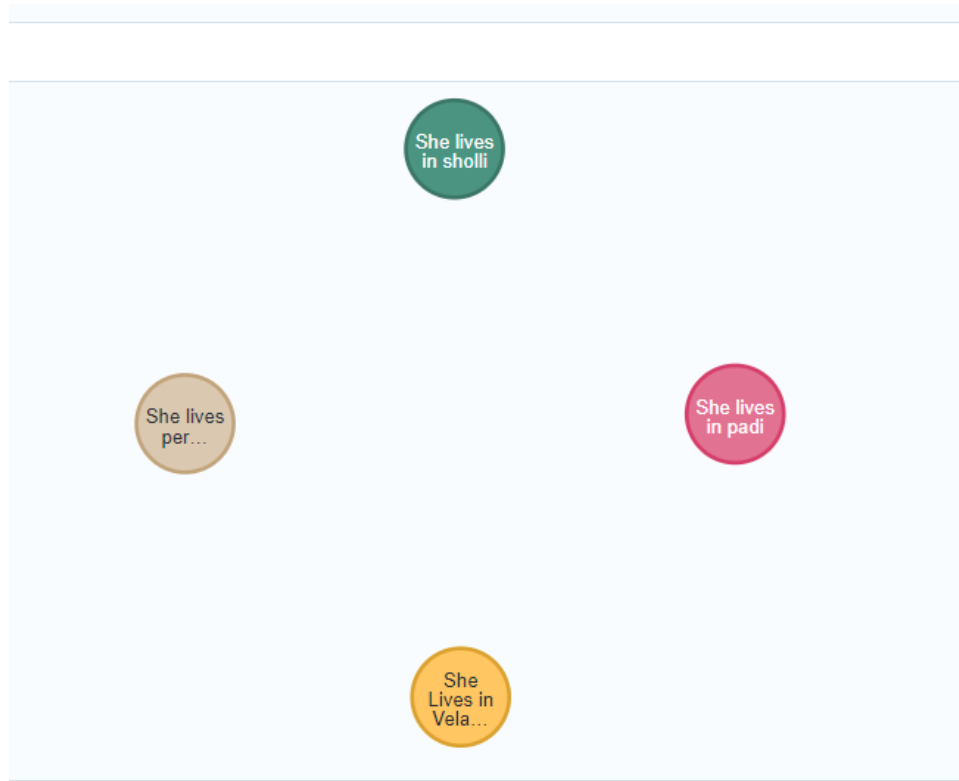 She lives
in sholli
She lives
per...
She lives
in padi
She
Lives in
Vela...